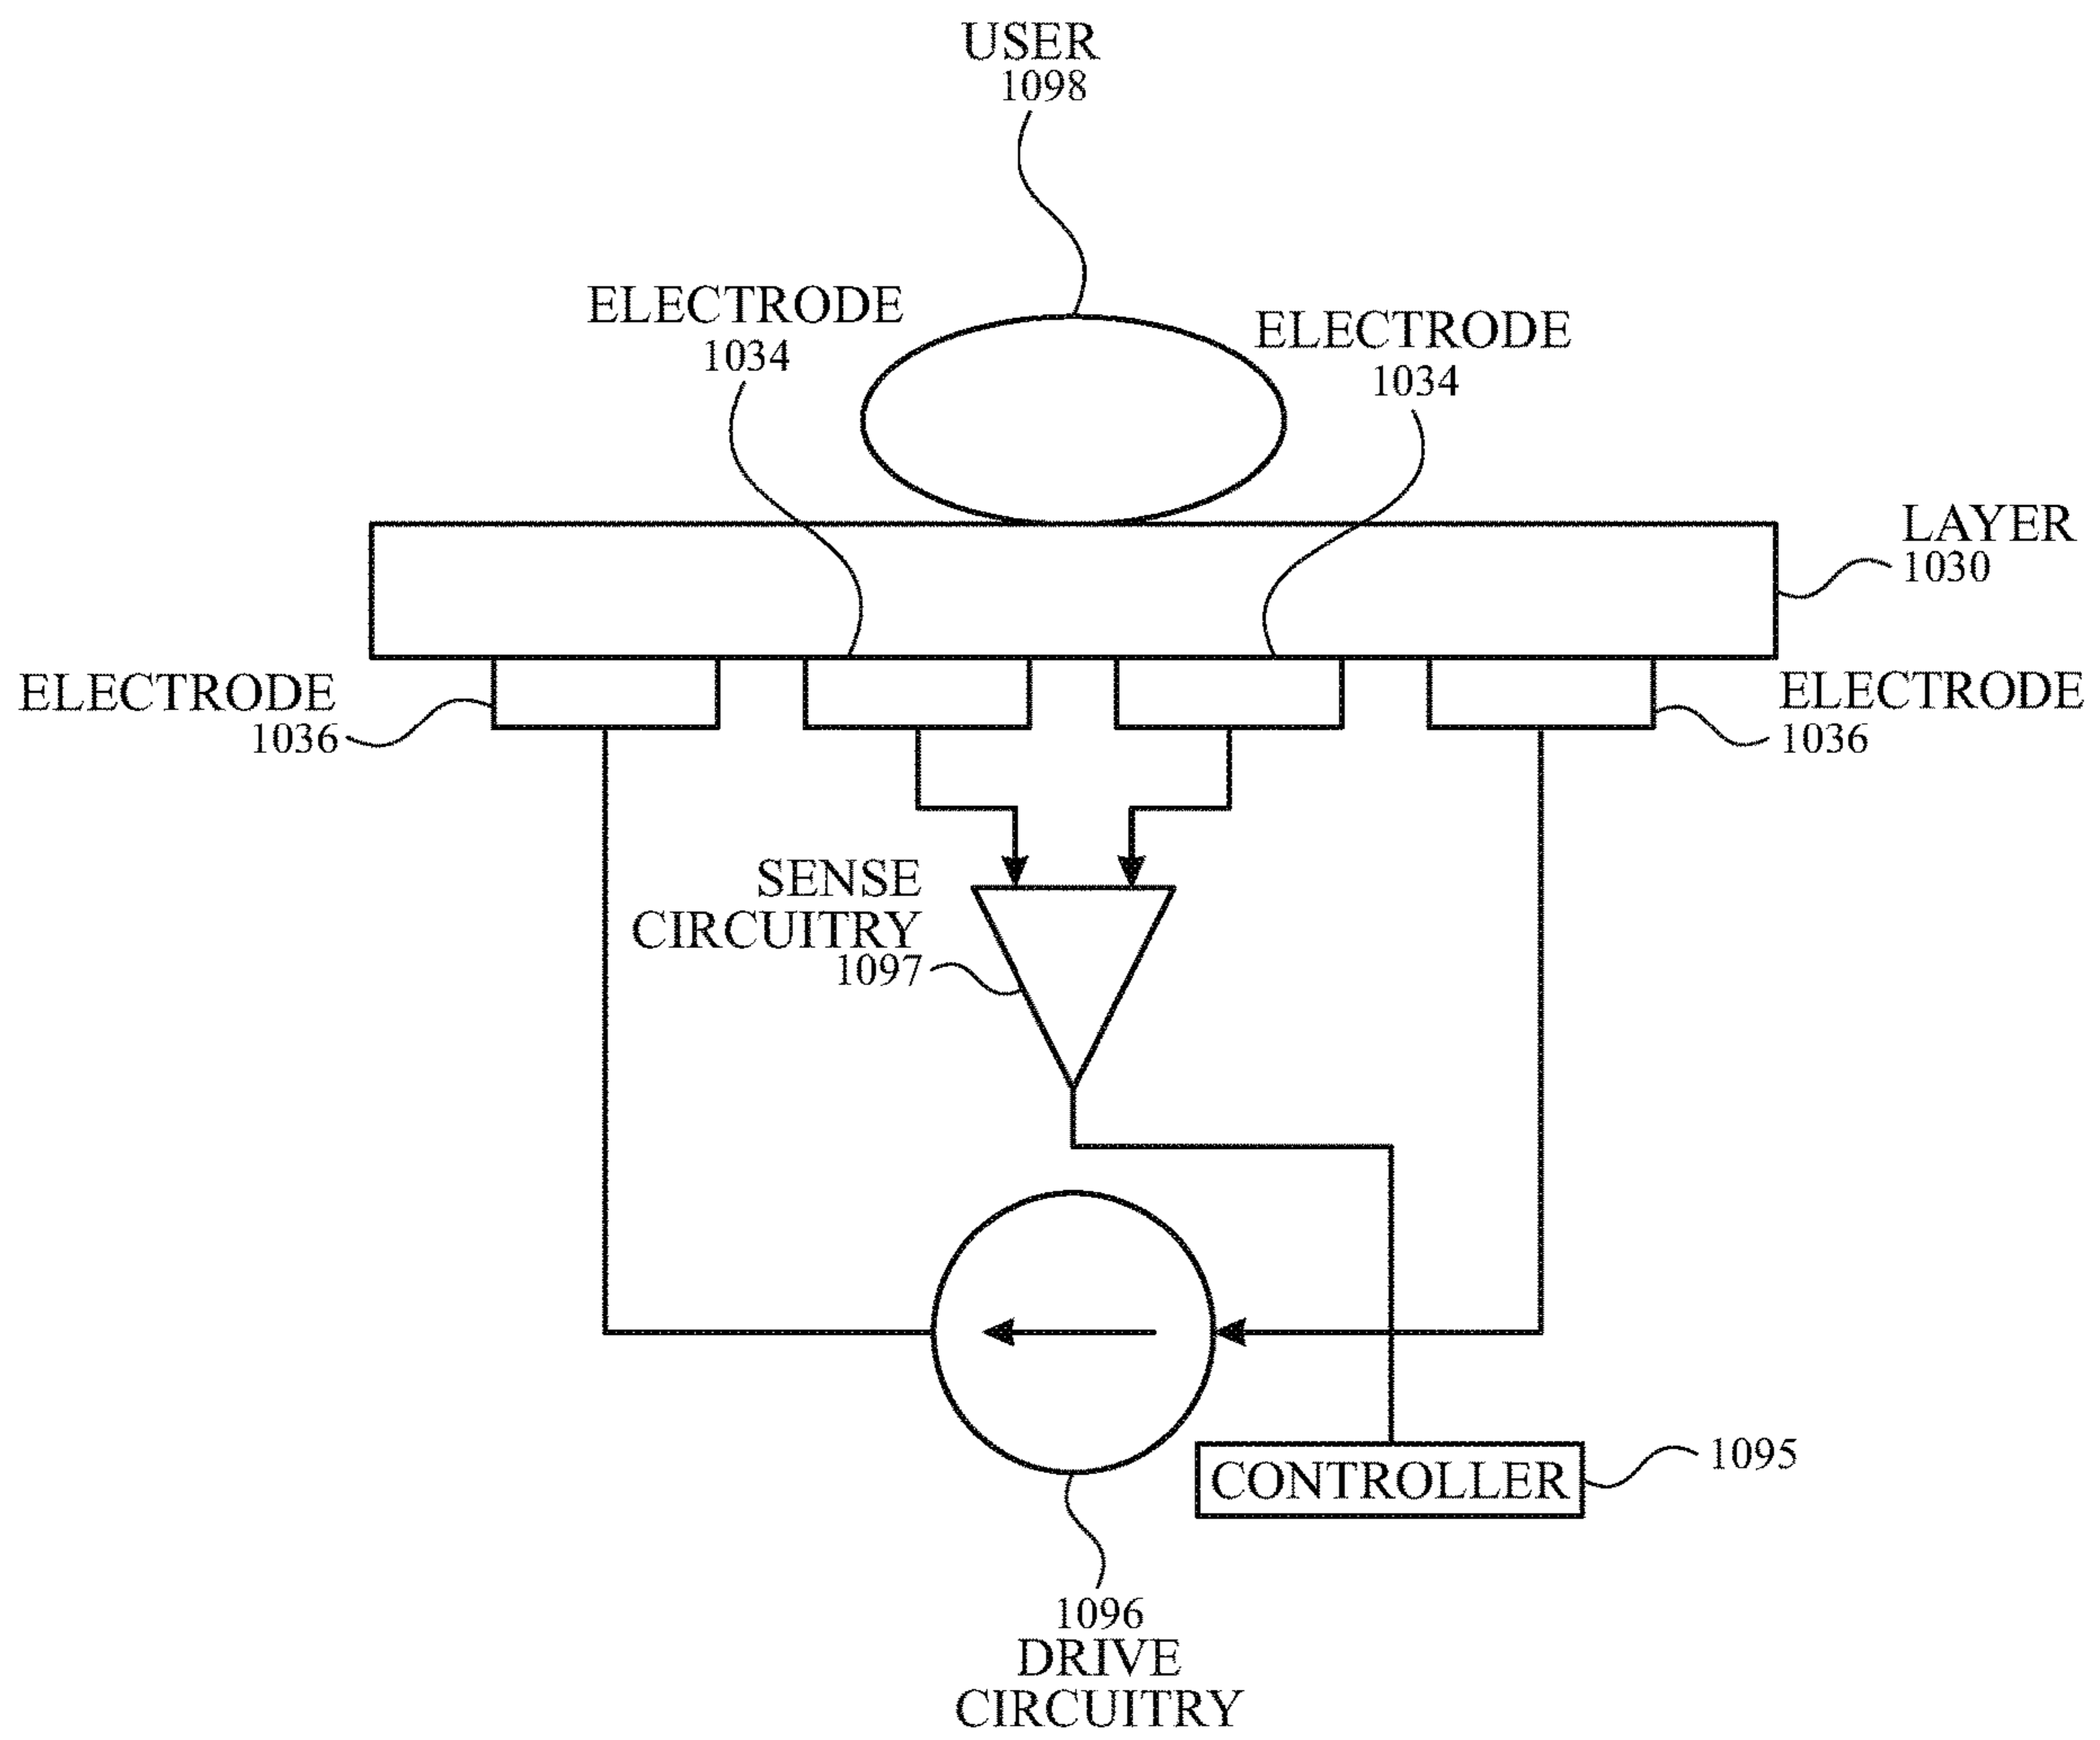 USER
1098
ELECTRODE
1034
ELECTRODE
1034
LAYER
1030
ELECTRODE
1036
ELECTRODE
1036
SENSE
CIRCUITRY
1097
CONTROLLER
1095
1096
DRIVE
CIRCUITRY